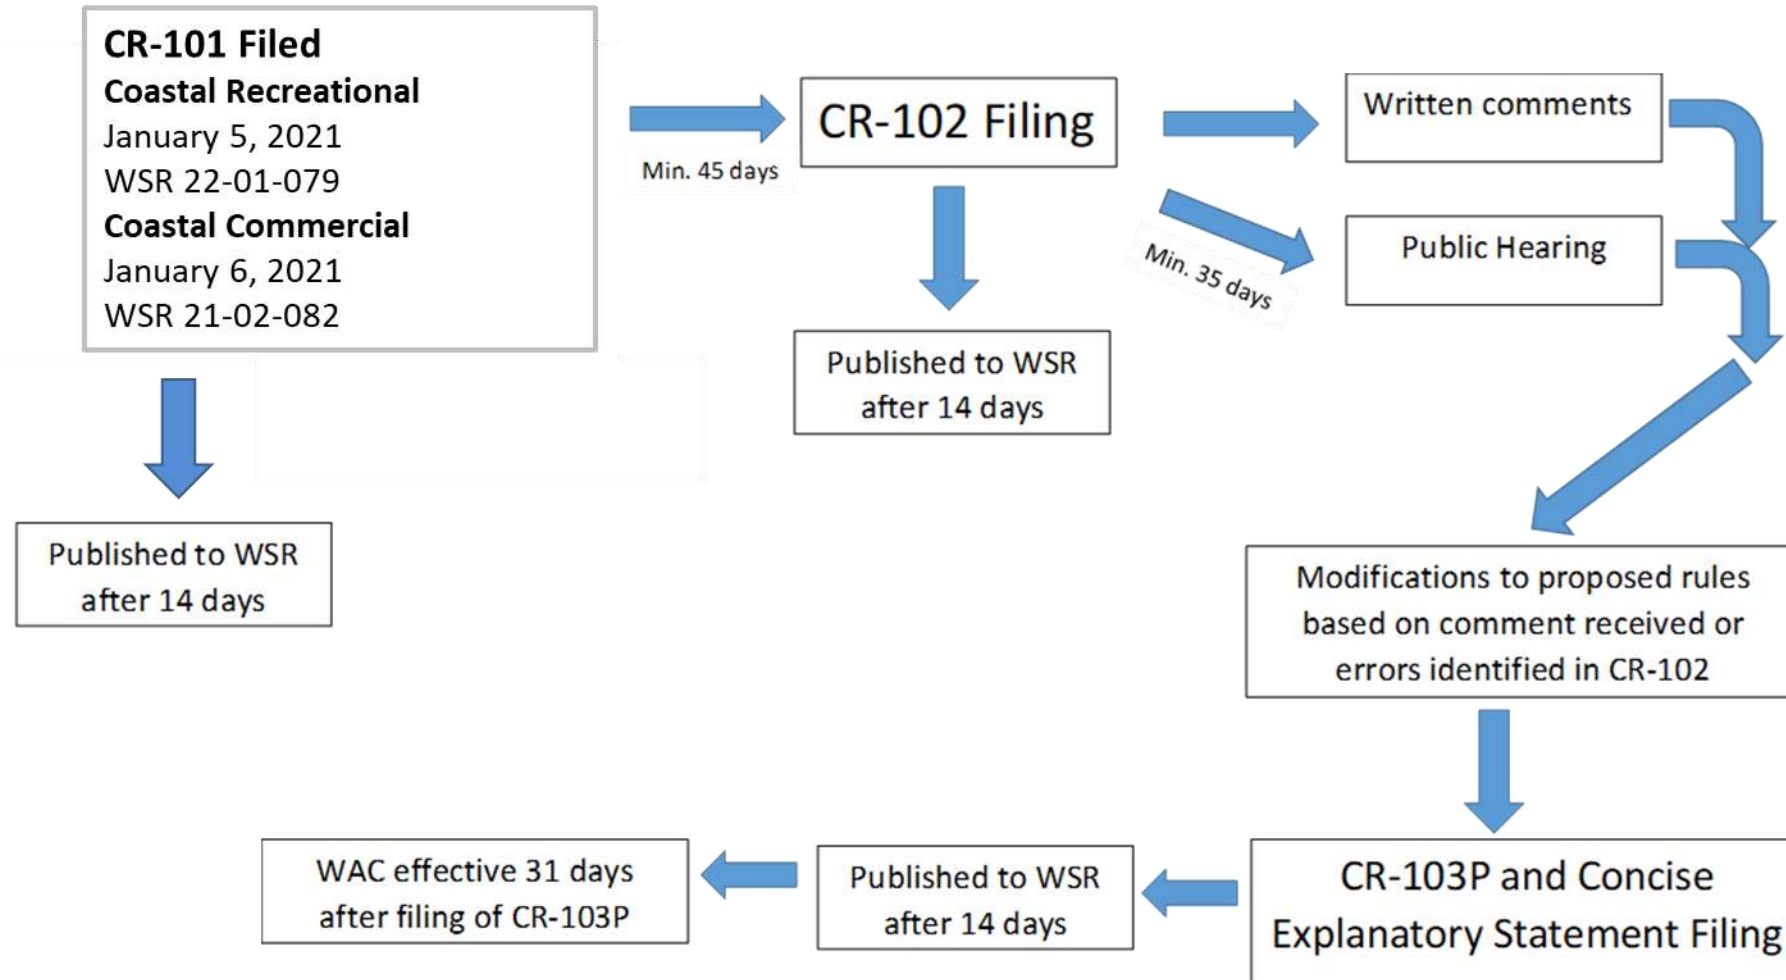 CR-101 Filed
Coastal Recreational
January 5, 2021
WSR 22-01-079
Coastal Commercial
January 6, 2021
WSR 21-02-082
Min. 45 days
CR-102 Filing
Written comments
Min. 35 days
Public Hearing
Published to WSR
after 14 days
Published to WSR
after 14 days
Modifications to proposed rules
based on comment received or
errors identified in CR-102
CR-103P and Concise
Explanatory Statement Filing
Published to WSR
after 14 days
WAC effective 31 days
after filing of CR-103P